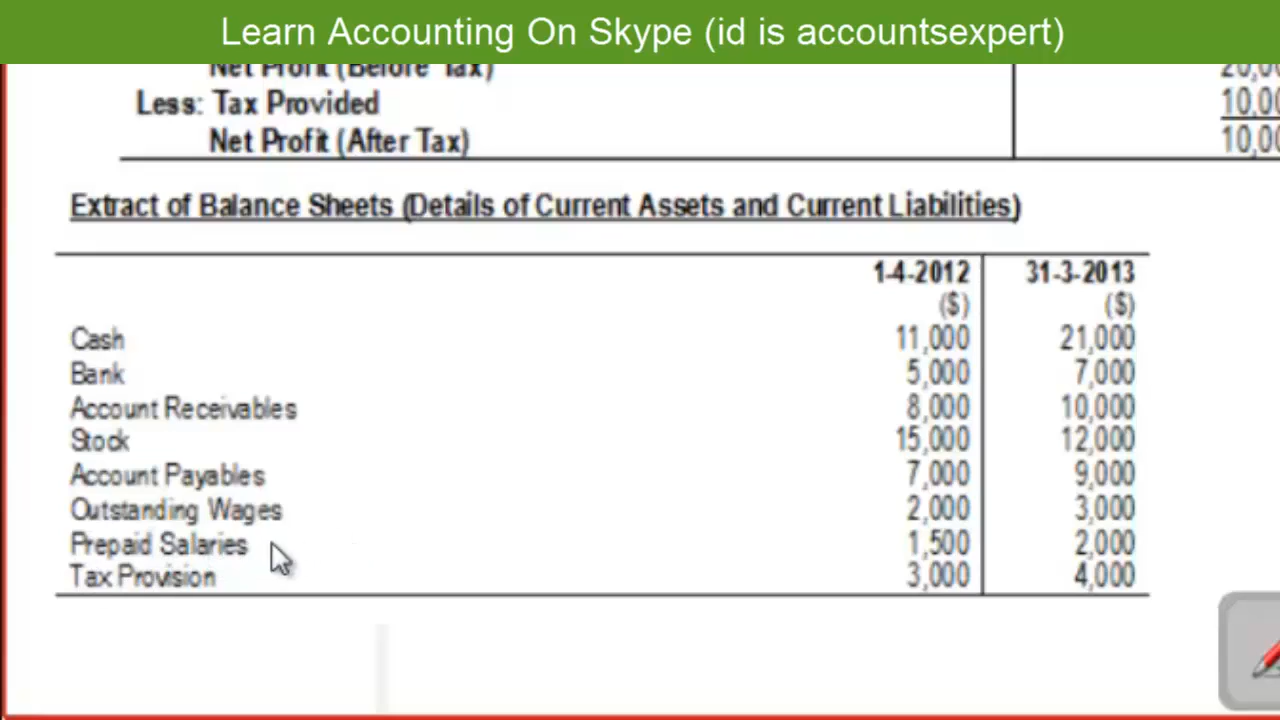 Learn Accounting On Skype (id is accountsexpert)
Net Profit (Before Tax)
Less: Tax Provided
Net Profit (After Tax)
Extract of Balance Sheets (Details of Current Assets and Current Liabilities)
1-4-2012 31-3-2013
($) ($)
Cash 11,000 21,000
Bank 5,000 7,000
Account Receivables 8,000 10,000
Stock 15,000 12,000
Account Payables 7,000 9,000
Outstanding Wages 2,000 3,000
Prepaid Salaries 1,500 2,000
Tax Provision 3,000 4,000